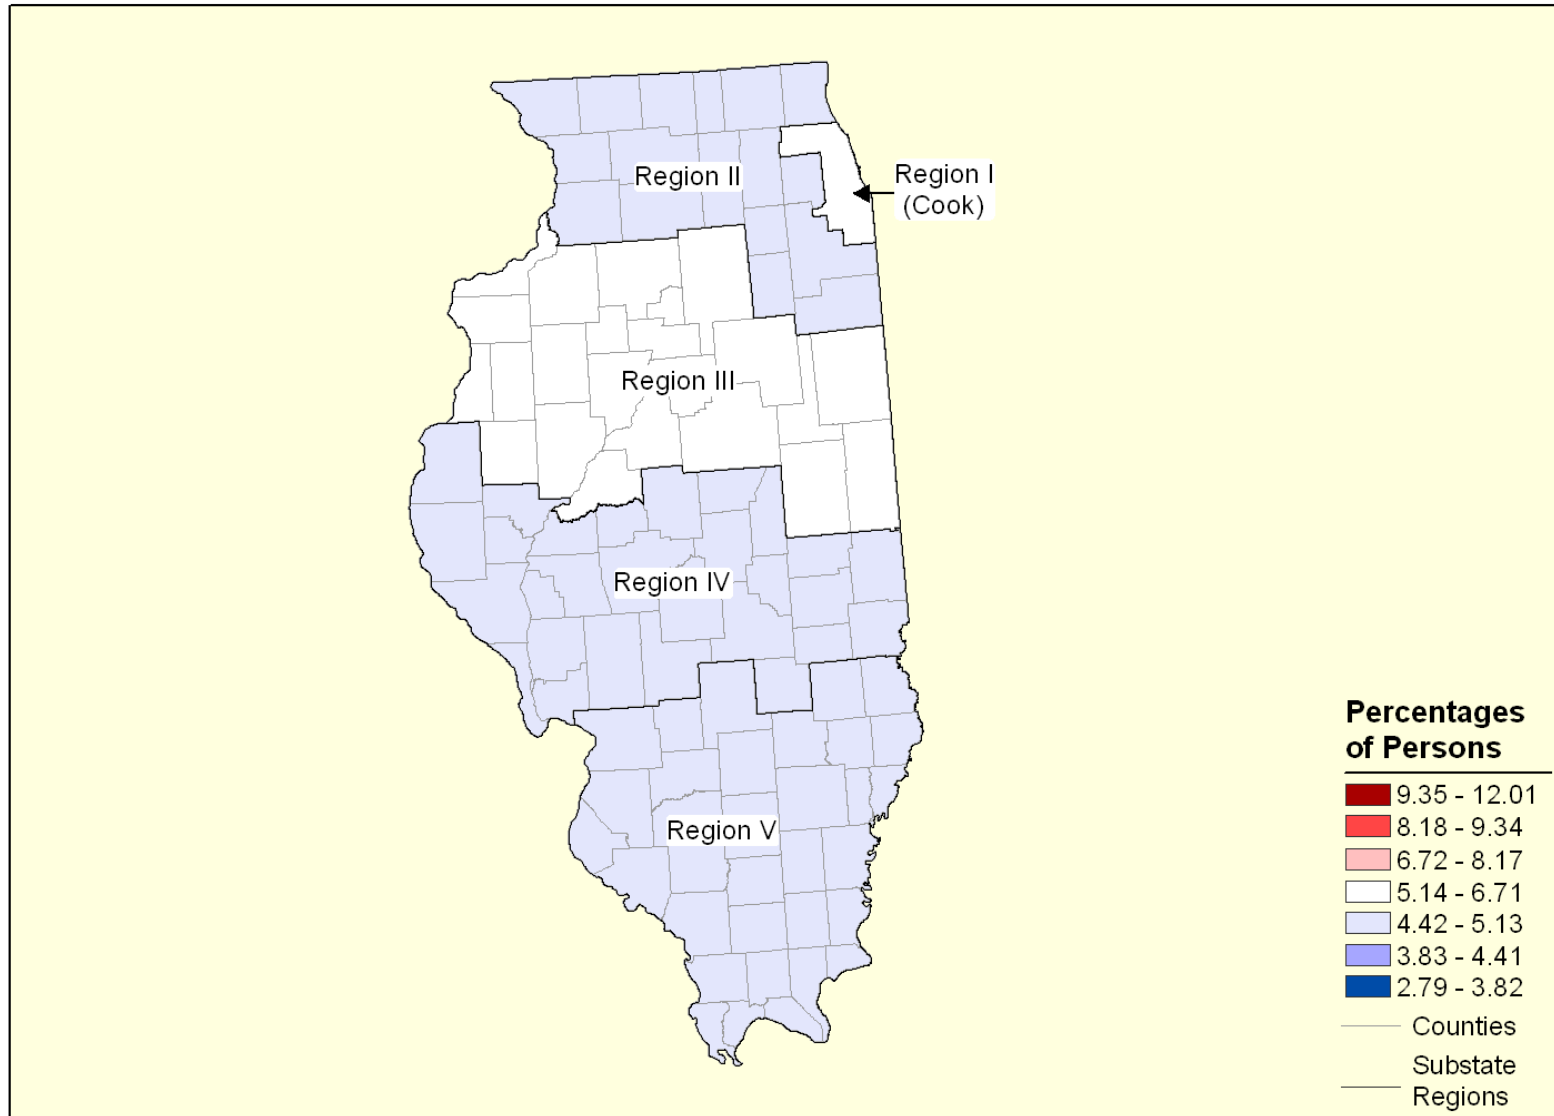 Region II
Region I
(Cook)
Region III
Region IV
Region V
Percentages
of Persons
9.35 - 12.01
8.18 - 9.34
6.72 - 8.17
5.14 - 6.71
4.42 - 5.13
3.83 - 4.41
2.79 - 3.82
Counties
Substate
Regions